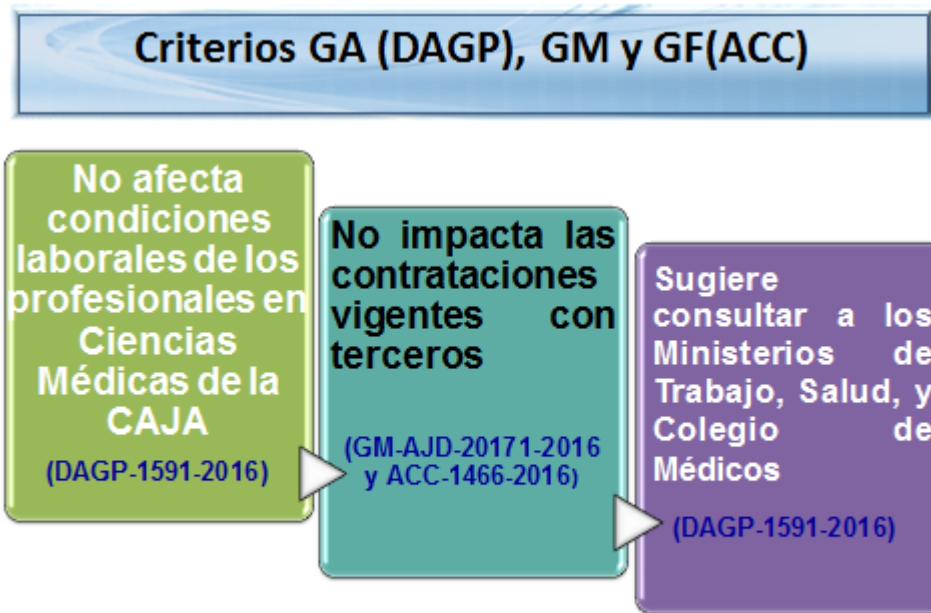 Criterios GA (DAGP), GM y GF(ACC)
No afecta
condiciones
laborales de los
profesionales en
Ciencias
Médicas de la
CAJA
(DAGP-1591-2016)
No impacta las
contrataciones
vigentes con
terceros
(GM-AJD-20171-2016
y ACC-1466-2016)
Sugiere
consultar a los
Ministerios de
Trabajo, Salud, y
Colegio de
Médicos
(DAGP-1591-2016)